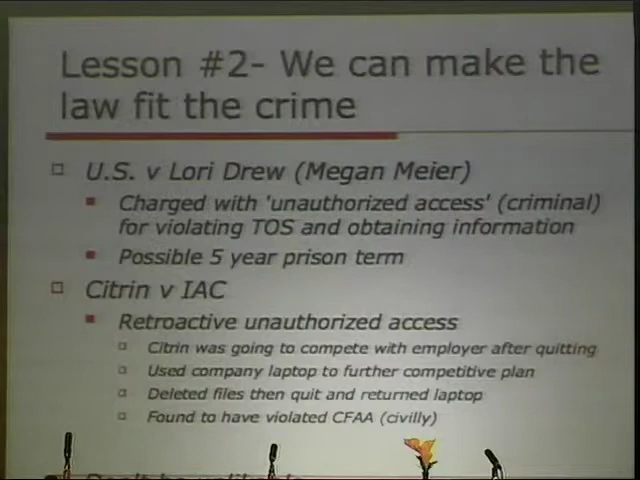 Lesson #2- We can make the
law fit the crime
U.S. v Lori Drew (Megan Meier)
Charged with 'unauthorized access' (criminal)
for violating TOS and obtaining information
Possible 5 year prison term
Citrin v IAC
Retroactive unauthorized access
Citrin was going to compete with employer after quitting
Used company laptop to further competitive plan
Deleted files then quit and returned laptop
Found to have violated CFAA (civilly)